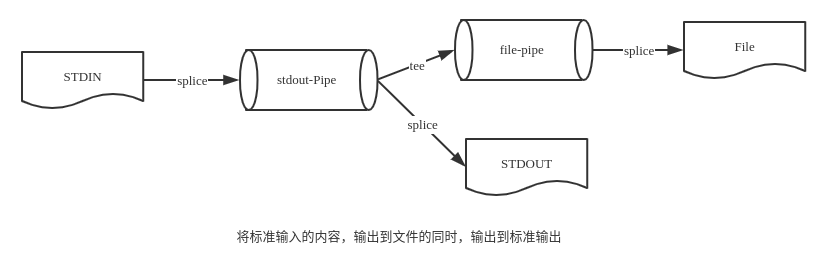 STDIN
splice
stdout-Pipe
tee
file-pipe
splice
File
splice
STDOUT
将标准输入的内容，输出到文件的同时，输出到标准输出